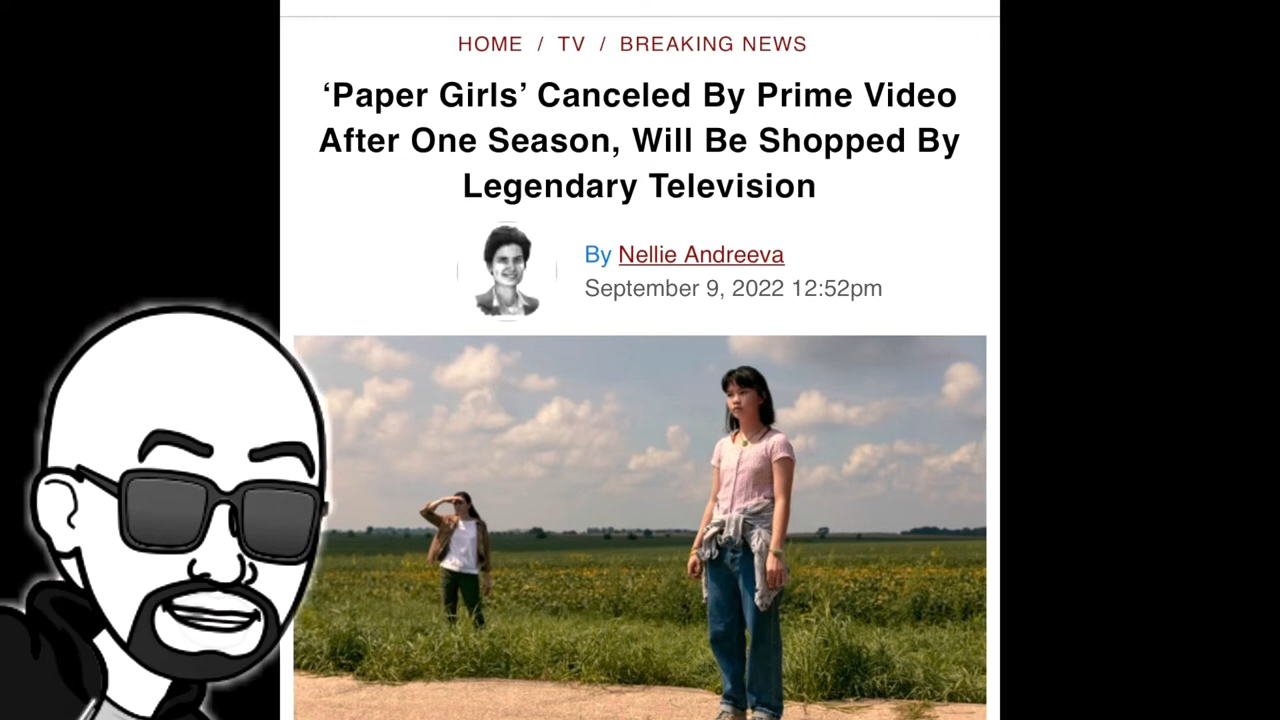 HOME / TV / BREAKING NEWS
‘Paper Girls’ Canceled By Prime Video
After One Season, Will Be Shopped By
Legendary Television
By Nellie Andreeva
September 9, 2022 12:52pm